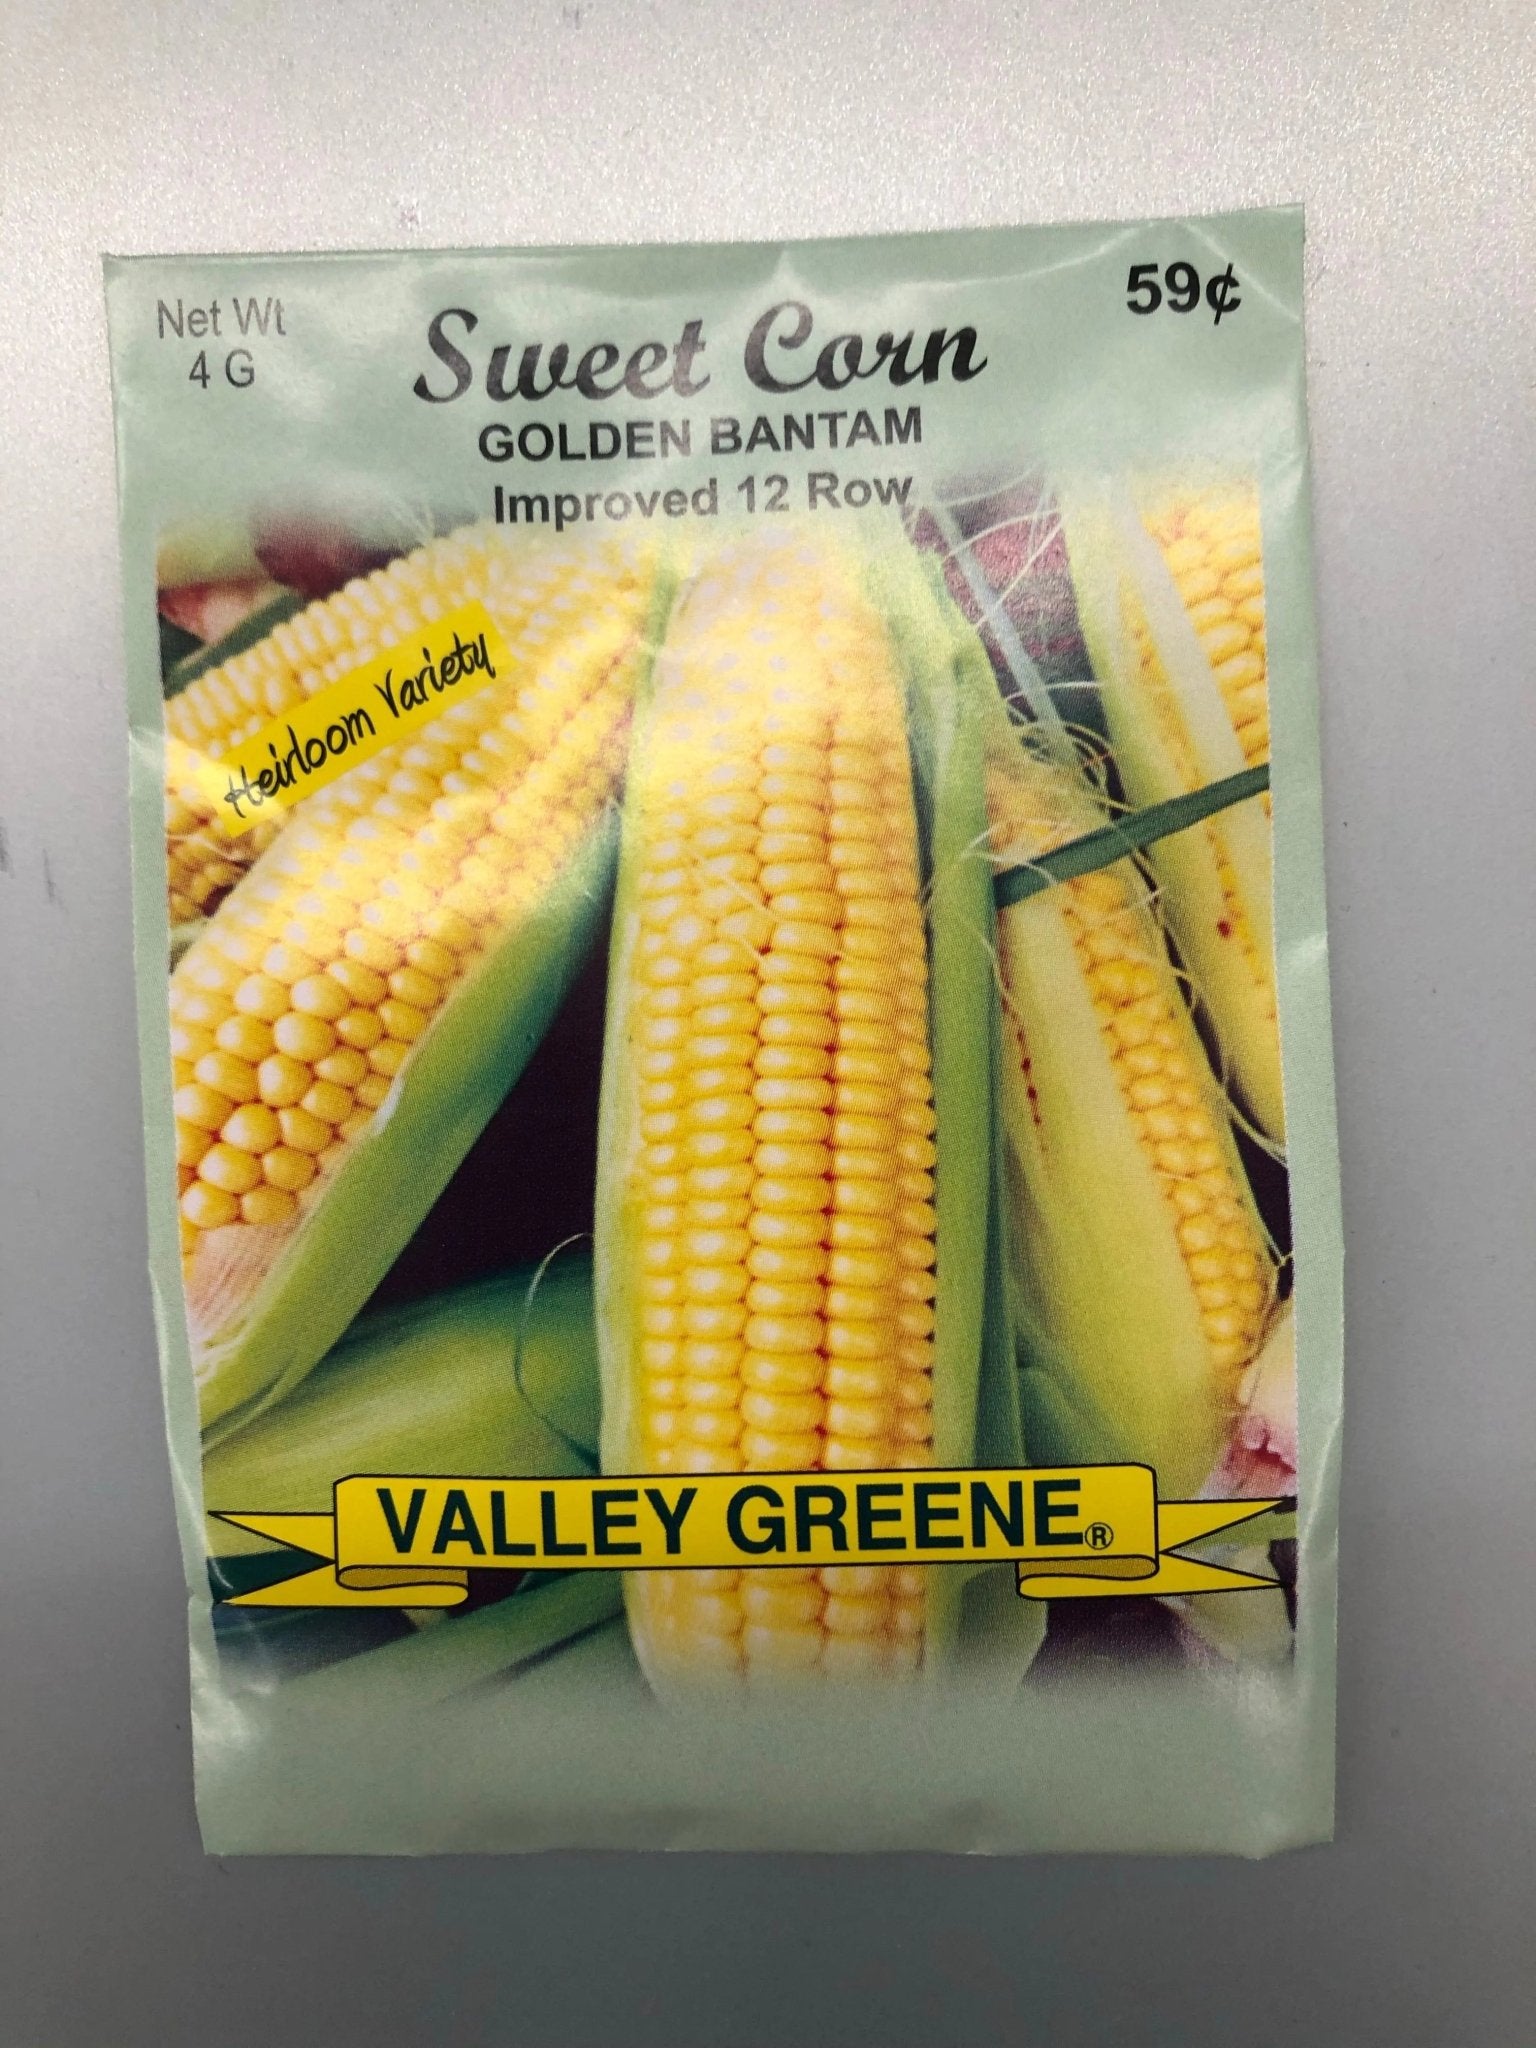 Net Wt
4 G
Sweet Corn
59¢
GOLDEN BANTAM
Improved 12 Row
Heirloom Variety
VALLEY GREENE®